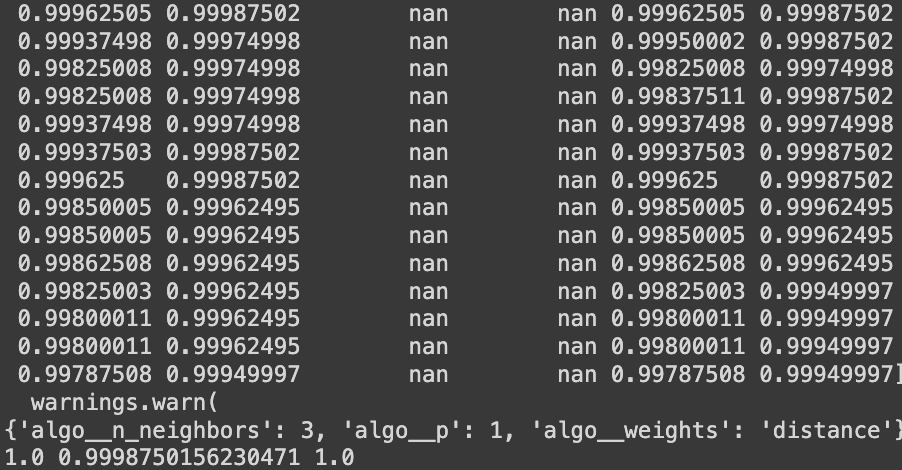 0.99962505 0.99987502 nan nan 0.99962505 0.99987502
0.99937498 0.99974998 nan nan 0.99950002 0.99987502
0.99825008 0.99974998 nan nan 0.99825008 0.99974998
0.99825008 0.99974998 nan nan 0.99837511 0.99987502
0.99937498 0.99974998 nan nan 0.99937498 0.99974998
0.99937503 0.99987502 nan nan 0.99937503 0.99987502
0.999625 0.99987502 nan nan 0.999625 0.99987502
0.99850005 0.99962495 nan nan 0.99850005 0.99962495
0.99850005 0.99962495 nan nan 0.99850005 0.99962495
0.99862508 0.99962495 nan nan 0.99862508 0.99962495
0.99825003 0.99962495 nan nan 0.99825003 0.99949997
0.99800011 0.99962495 nan nan 0.99800011 0.99949997
0.99800011 0.99962495 nan nan 0.99800011 0.99949997
0.99787508 0.99949997 nan nan 0.99787508 0.99949997]
warnings.warn(
{'algo__n_neighbors': 3, 'algo__p': 1, 'algo__weights': 'distance'}
1.0 0.9998750156230471 1.0